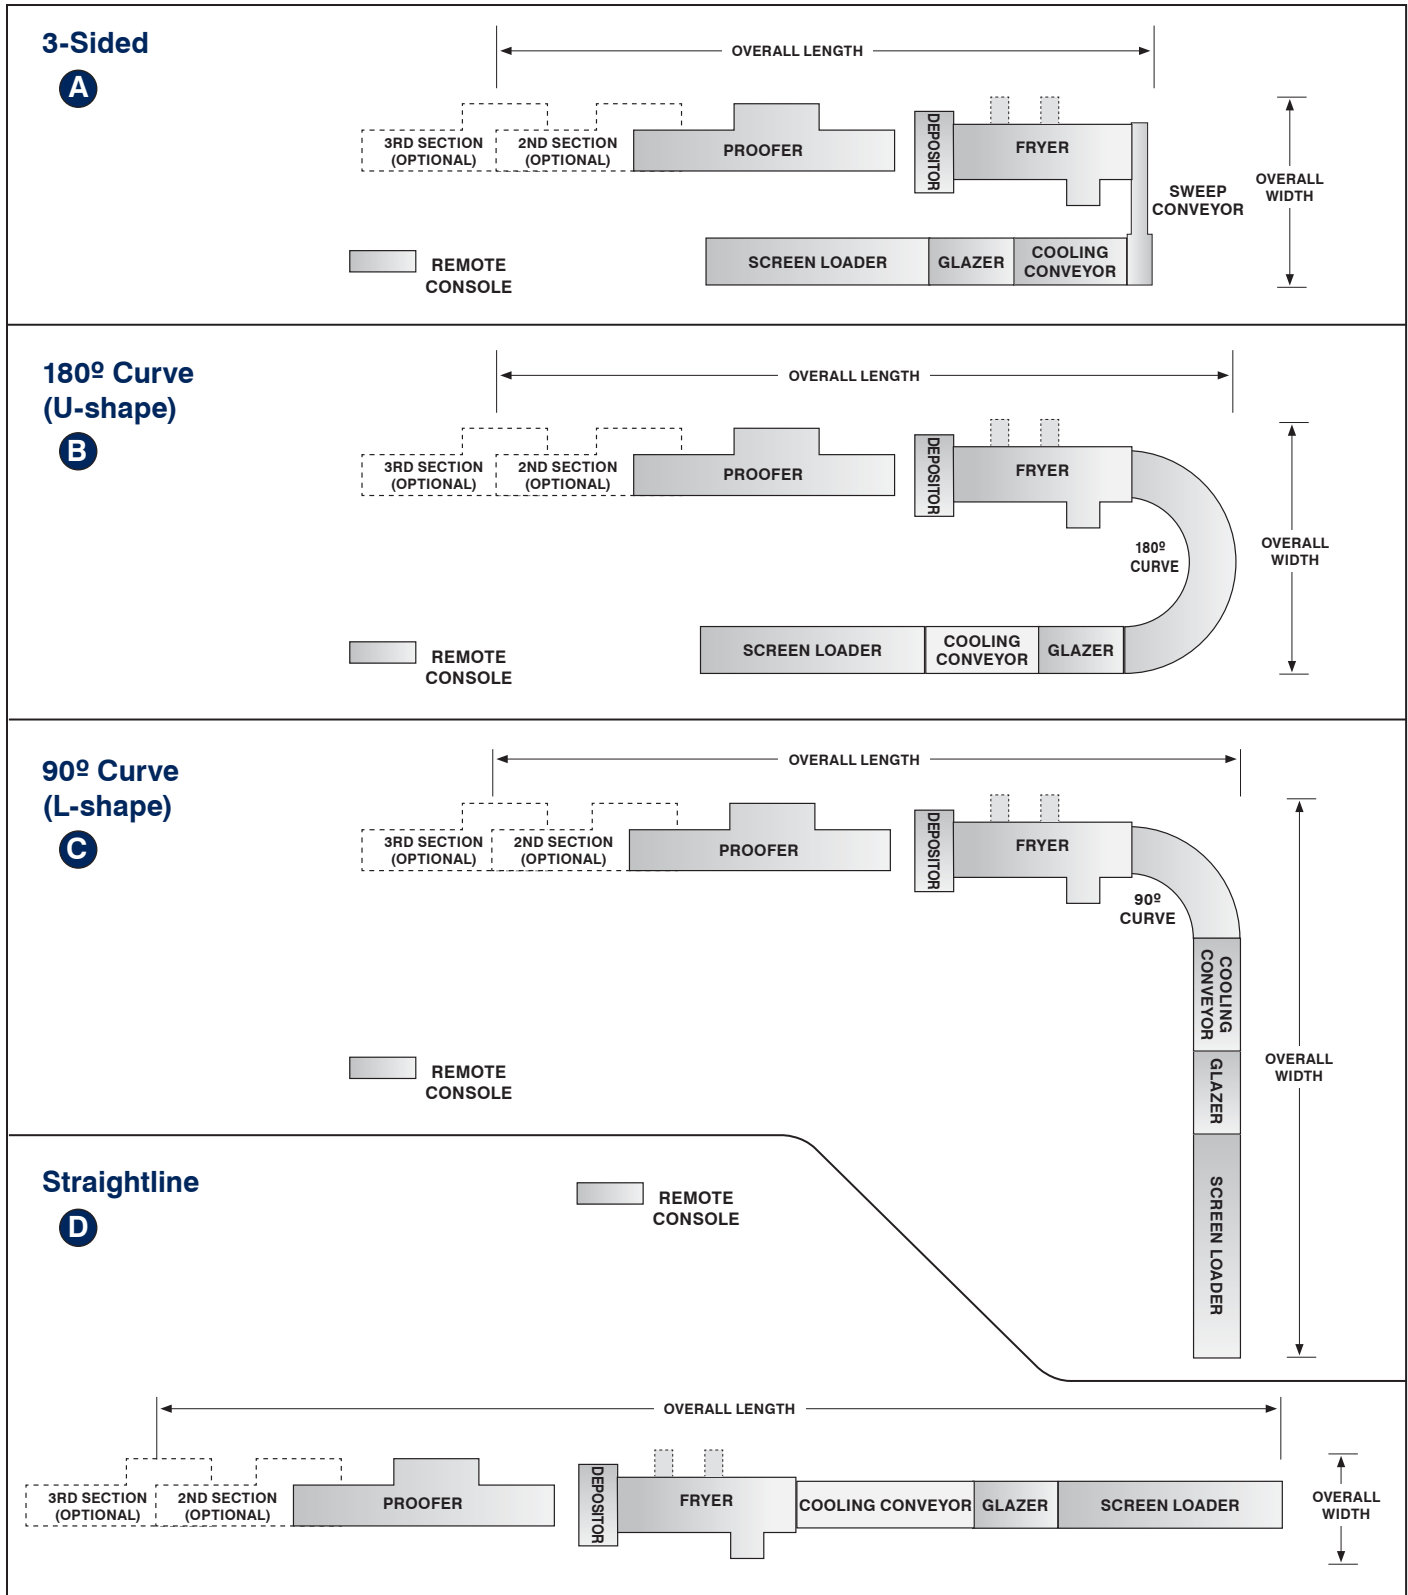 3-Sided
A
OVERALL LENGTH
3RD SECTION
(OPTIONAL)
2ND SECTION
(OPTIONAL)
PROOFER
DEPOSITOR
FRYER
SWEEP
CONVEYOR
OVERALL
WIDTH
REMOTE
CONSOLE
SCREEN LOADER
GLAZER
COOLING
CONVEYOR
180º Curve
(U-shape)
B
OVERALL LENGTH
3RD SECTION
(OPTIONAL)
2ND SECTION
(OPTIONAL)
PROOFER
DEPOSITOR
FRYER
180º
CURVE
OVERALL
WIDTH
REMOTE
CONSOLE
SCREEN LOADER
COOLING
CONVEYOR
GLAZER
90º Curve
(L-shape)
C
OVERALL LENGTH
3RD SECTION
(OPTIONAL)
2ND SECTION
(OPTIONAL)
PROOFER
DEPOSITOR
FRYER
90º
CURVE
COOLING
CONVEYOR
GLAZER
SCREEN LOADER
OVERALL
WIDTH
REMOTE
CONSOLE
Straightline
D
REMOTE
CONSOLE
OVERALL LENGTH
3RD SECTION
(OPTIONAL)
2ND SECTION
(OPTIONAL)
PROOFER
DEPOSITOR
FRYER
COOLING CONVEYOR
GLAZER
SCREEN LOADER
OVERALL
WIDTH